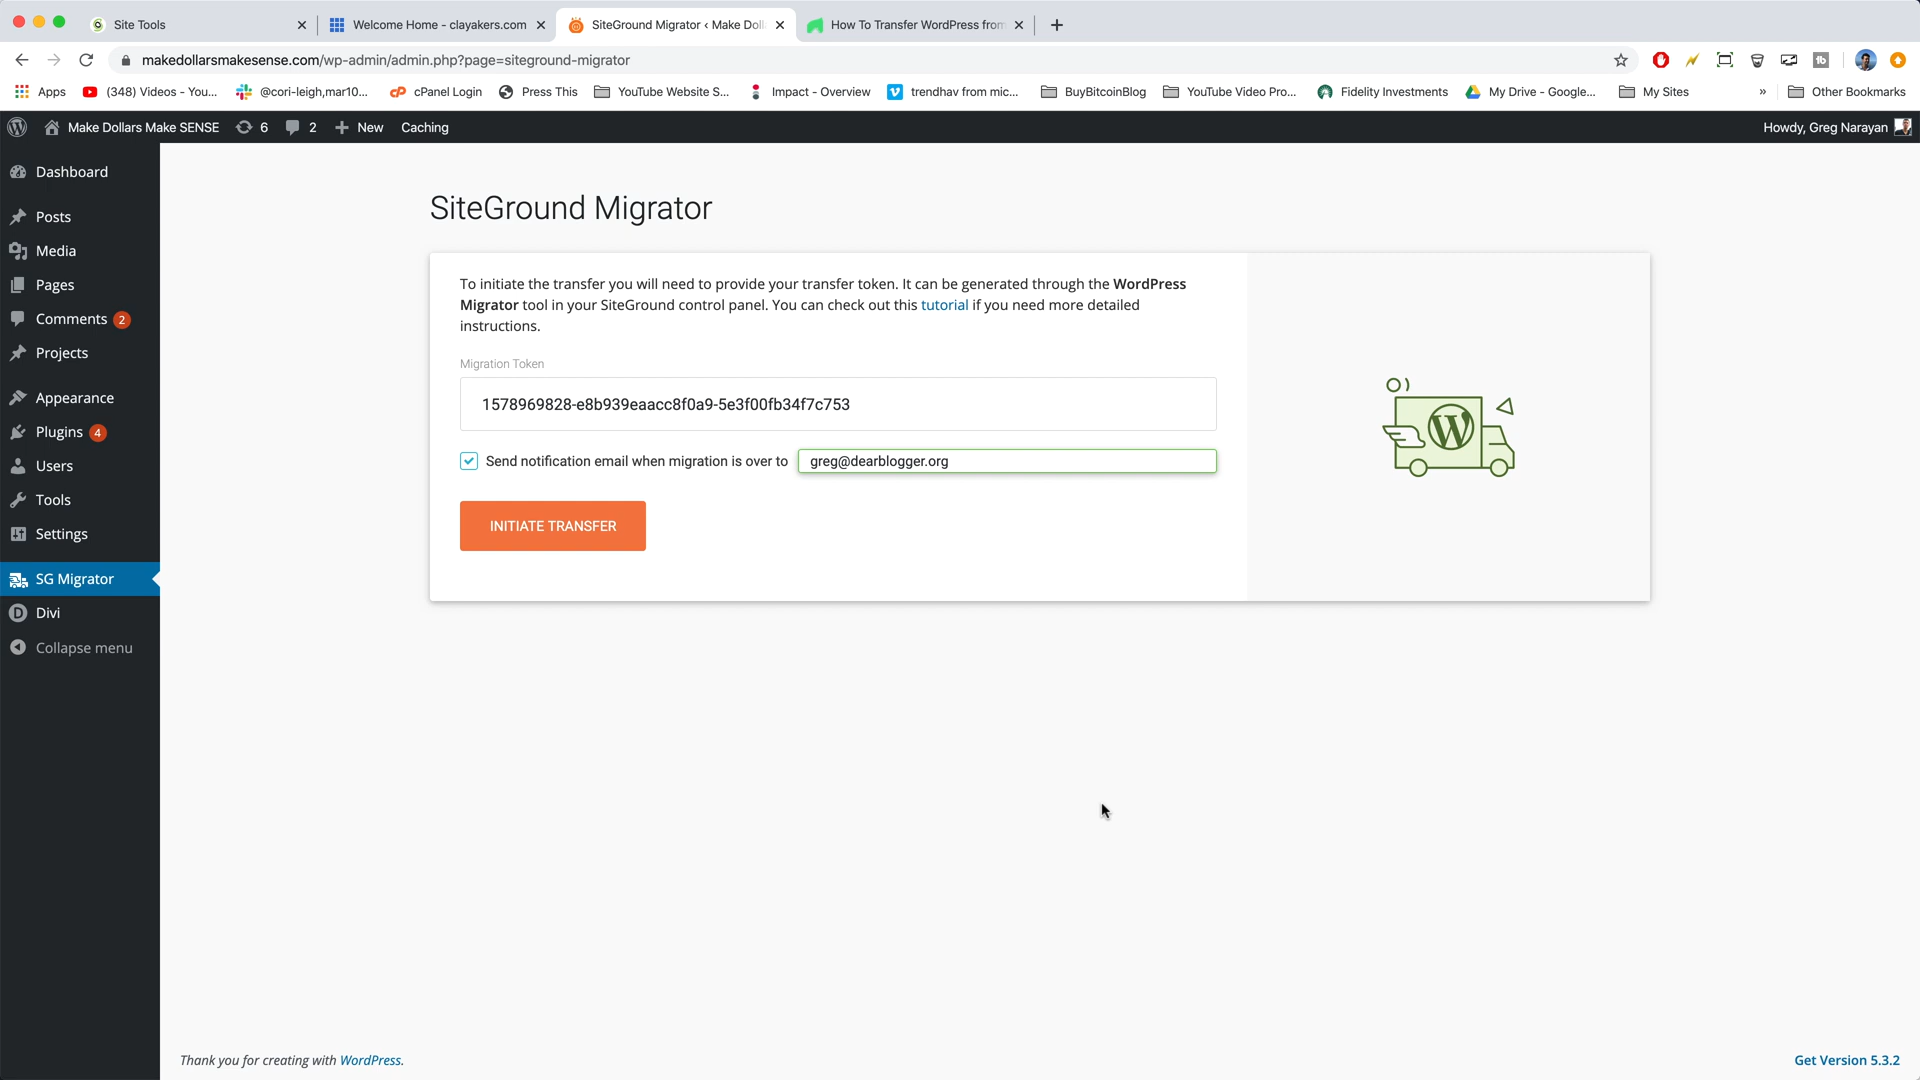 Site Tools
Welcome Home - clayakers.com
SiteGround Migrator ‹ Make Doll
How To Transfer WordPress from
makedollarsmakesense.com/wp-admin/admin.php?page=siteground-migrator
Apps
(348) Videos - You...
@cori-leigh,mar10...
cPanel Login
Press This
YouTube Website S...
Impact - Overview
trendhav from mic...
BuyBitcoinBlog
YouTube Video Pro...
Fidelity Investments
My Drive - Google...
My Sites
»
Other Bookmarks
Make Dollars Make SENSE
6
2
New
Caching
Howdy, Greg Narayan
Dashboard
Posts
Media
Pages
Comments 2
Projects
Appearance
Plugins 4
Users
Tools
Settings
SG Migrator
Divi
Collapse menu
SiteGround Migrator
To initiate the transfer you will need to provide your transfer token. It can be generated through the WordPress
Migrator tool in your SiteGround control panel. You can check out this tutorial if you need more detailed
instructions.
Migration Token
1578969828-e8b939eaacc8f0a9-5e3f00fb34f7c753
Send notification email when migration is over to greg@dearblogger.org
INITIATE TRANSFER
Thank you for creating with WordPress.
Get Version 5.3.2